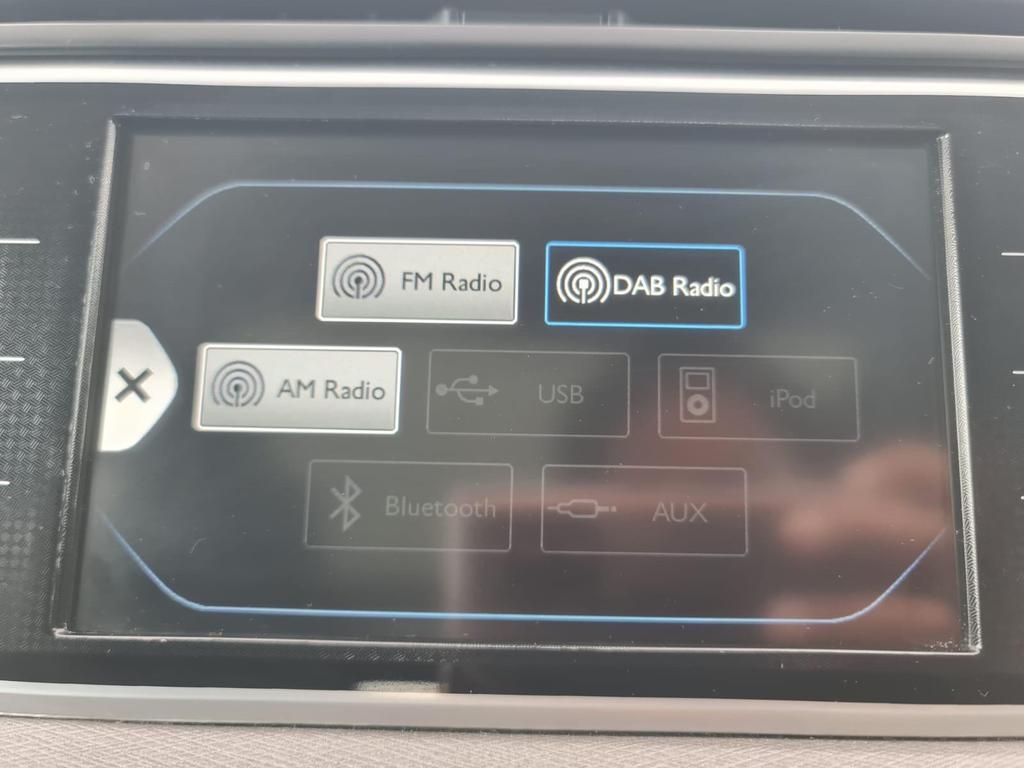 FM Radio
DAB Radio
AM Radio
USB
iPod
Bluetooth
AUX